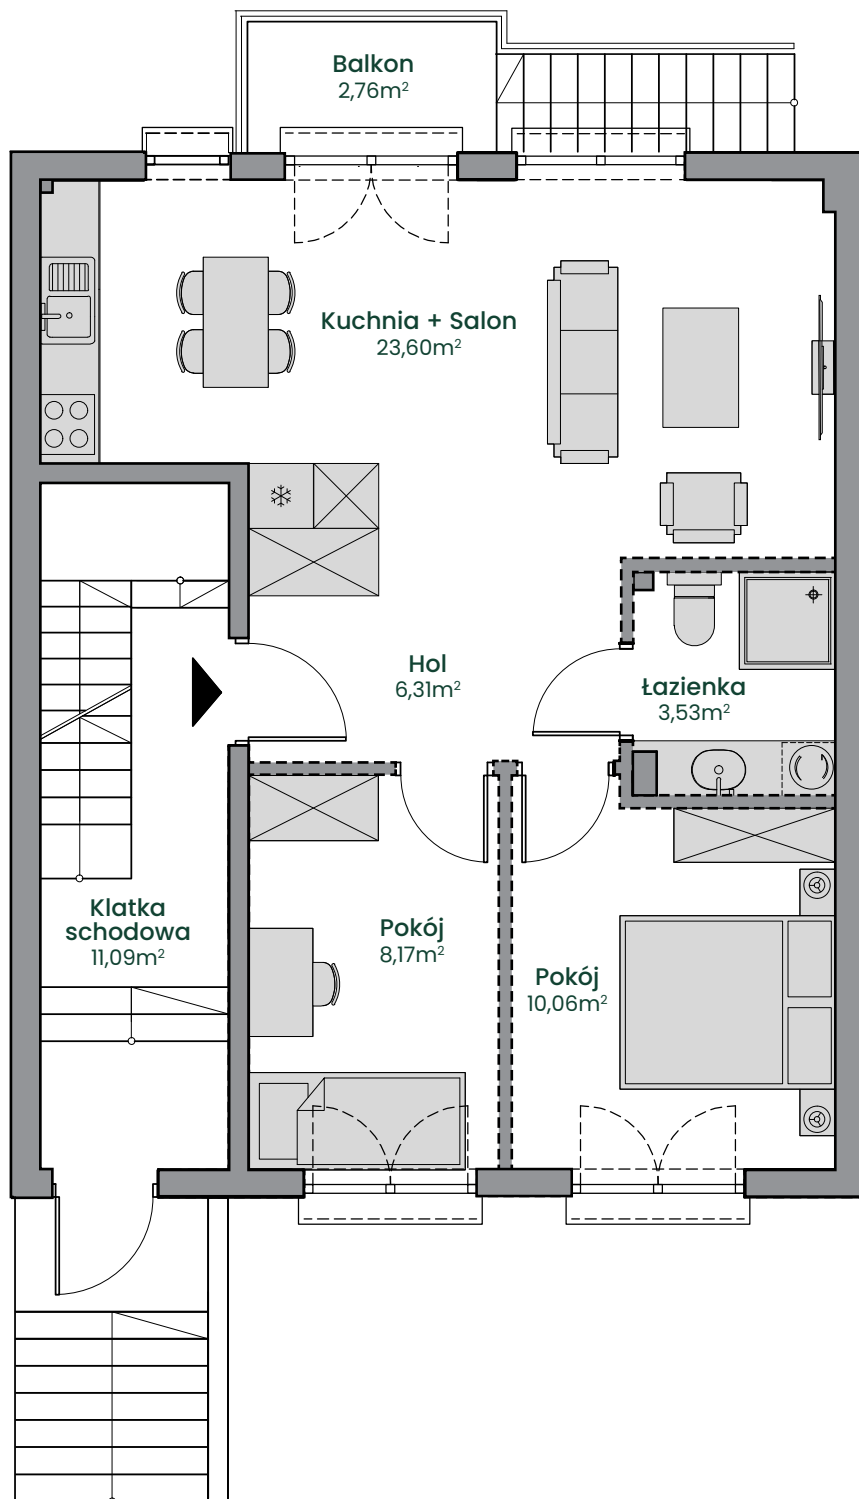 Balkon
2,76m²
Kuchnia + Salon
23,60m²
Hol
6,31m²
Łazienka
3,53m²
Klatka
schodowa
11,09m²
Pokój
8,17m²
Pokój
10,06m²